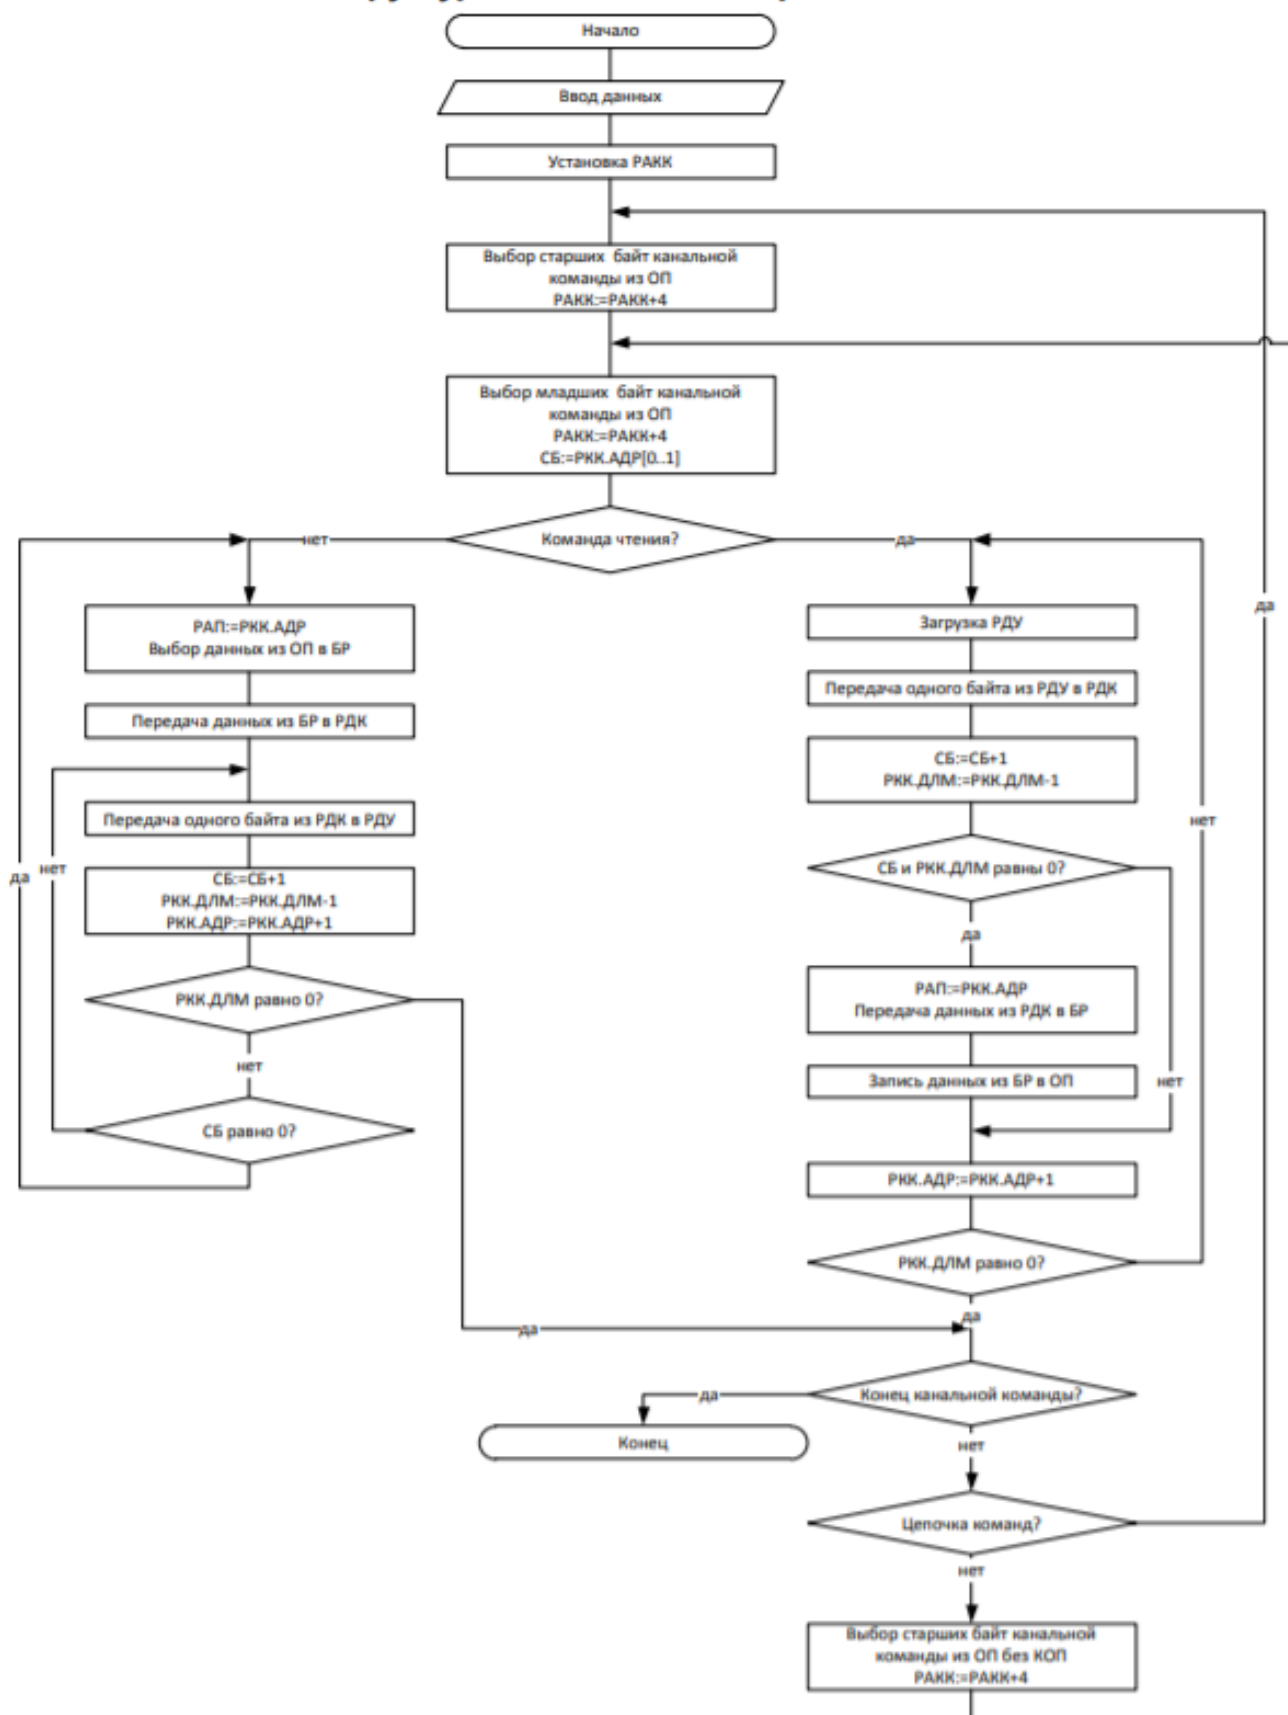 Начало
Ввод данных
Установка РАКК
Выбор старших байт канальной
команды из ОП
РАКК:=РАКК+4
Выбор младших байт канальной
команды из ОП
РАКК:=РАКК+4
СБ:=РКК.АДР[0..1]
Команда чтения?
нет
да
РАП:=РКК.АДР
Выбор данных из ОП в БР
Передача данных из БР в РДК
Передача одного байта из РДК в РДУ
СБ:=СБ+1
РКК.ДЛМ:=РКК.ДЛМ-1
РКК.АДР:=РКК.АДР+1
РКК.ДЛМ равно 0?
нет
СБ равно 0?
да
нет
да
Загрузка РДУ
Передача одного байта из РДУ в РДК
СБ:=СБ+1
РКК.ДЛМ:=РКК.ДЛМ-1
СБ и РКК.ДЛМ равны 0?
да
нет
РАП:=РКК.АДР
Передача данных из РДК в БР
Запись данных из БР в ОП
РКК.АДР:=РКК.АДР+1
РКК.ДЛМ равно 0?
нет
да
Конец канальной команды?
да
Конец
нет
Цепочка команд?
да
нет
Выбор старших байт канальной
команды из ОП без КОП
РАКК:=РАКК+4